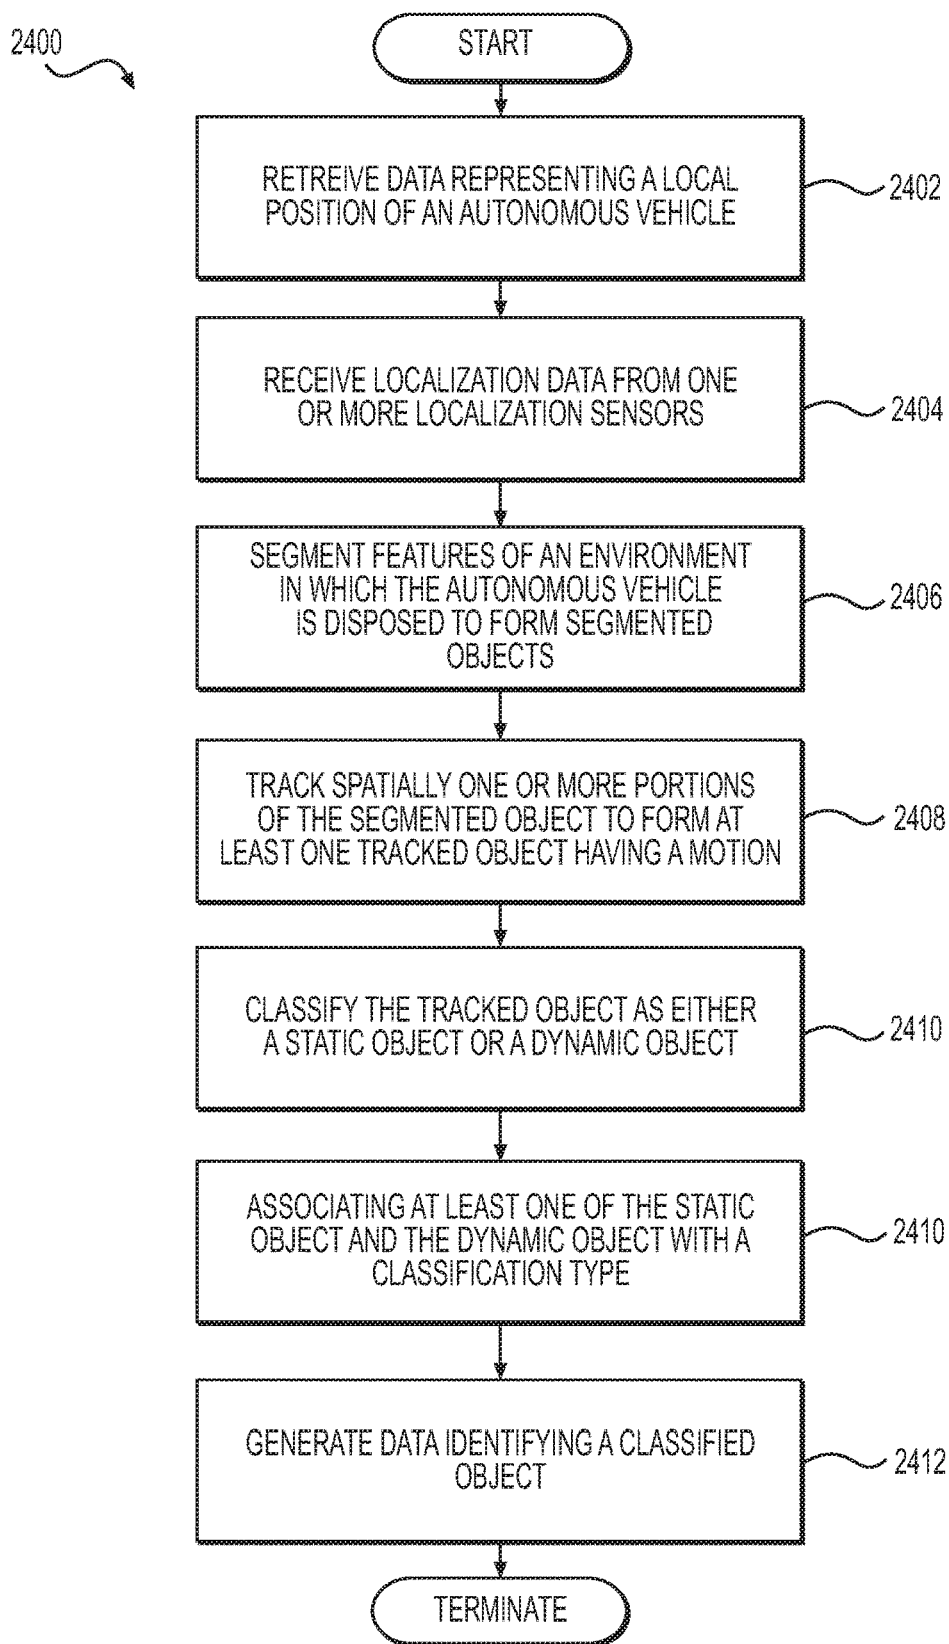 2400
START
RETREIVE DATA REPRESENTING A LOCAL
POSITION OF AN AUTONOMOUS VEHICLE
2402
RECEIVE LOCALIZATION DATA FROM ONE
OR MORE LOCALIZATION SENSORS
2404
SEGMENT FEATURES OF AN ENVIRONMENT
IN WHICH THE AUTONOMOUS VEHICLE
IS DISPOSED TO FORM SEGMENTED
OBJECTS
2406
TRACK SPATIALLY ONE OR MORE PORTIONS
OF THE SEGMENTED OBJECT TO FORM AT
LEAST ONE TRACKED OBJECT HAVING A MOTION
2408
CLASSIFY THE TRACKED OBJECT AS EITHER
A STATIC OBJECT OR A DYNAMIC OBJECT
2410
ASSOCIATING AT LEAST ONE OF THE STATIC
OBJECT AND THE DYNAMIC OBJECT WITH A
CLASSIFICATION TYPE
2410
GENERATE DATA IDENTIFYING A CLASSIFIED
OBJECT
2412
TERMINATE